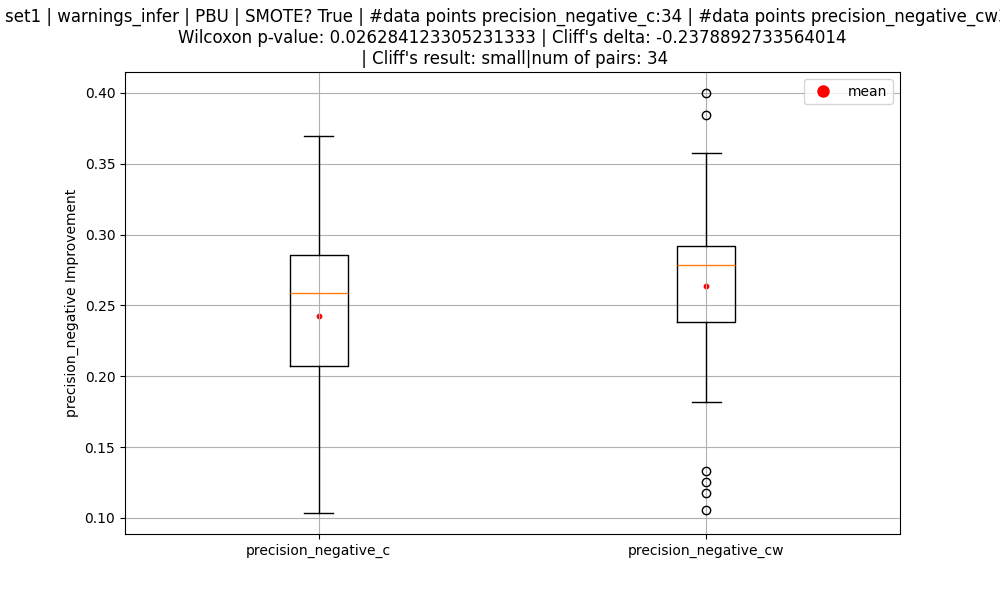 set1 | warnings_infer | PBU | SMOTE? True | #data points precision_negative_c:34 | #data points precision_negative_cw
Wilcoxon p-value: 0.026284123305231333 | Cliff's delta: -0.2378892733564014
| Cliff's result: small|num of pairs: 34
mean
0.40
0.35
0.30
0.25
0.20
0.15
0.10
precision_negative Improvement
precision_negative_c
precision_negative_cw